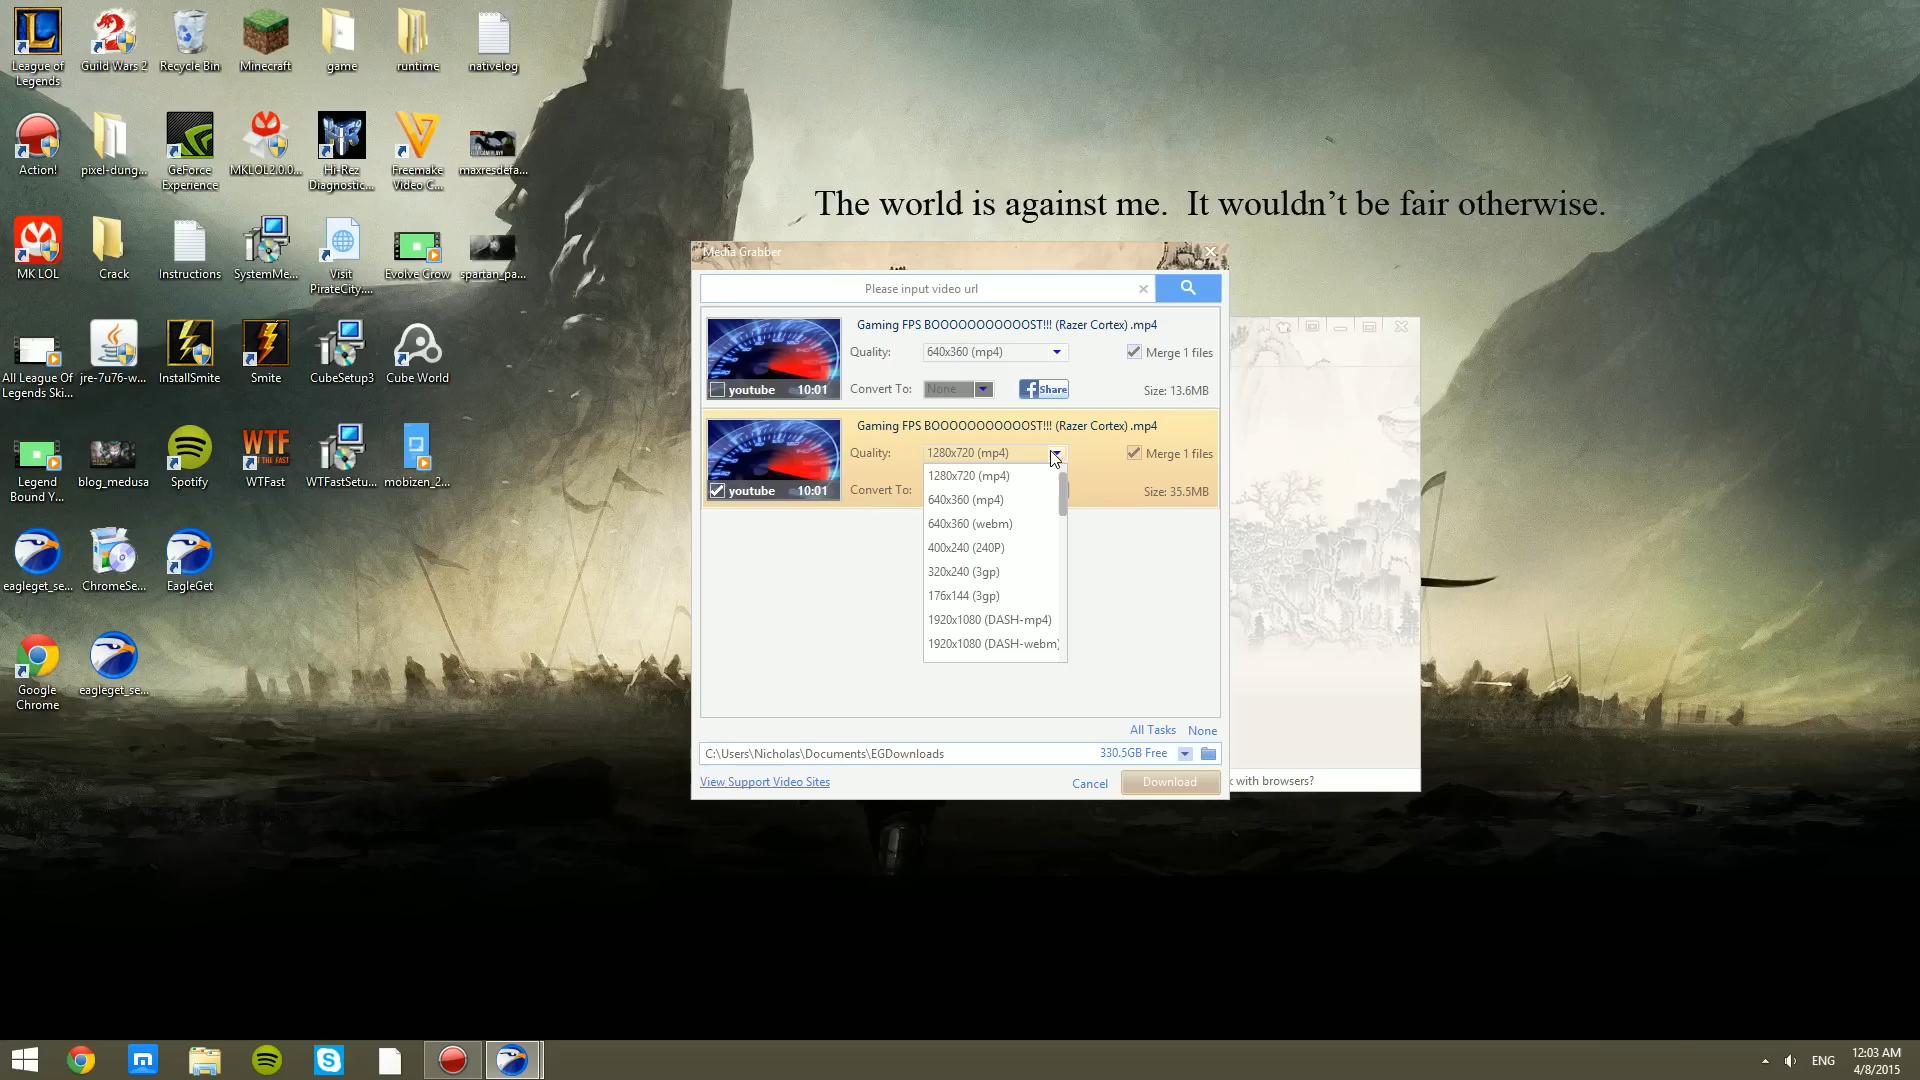 League of
Legends
Guild Wars 2
Recycle Bin
Minecraft
game
runtime
nativelog
Action!
pixel-dung...
GeForce
Experience
MKLOL2.0.0...
Hi-Rez
Diagnostic...
Freemake
Video C...
maxresdefa...
MK LOL
Crack
Instructions
SystemMe...
Visit
PirateCity....
Evolve Crow
spartan_pa...
All League Of
Legends Ski...
jre-7u76-w...
InstallSmite
Smite
CubeSetup3
Cube World
Legend
Bound Y...
blog_medusa
Spotify
WTFast
WTFastSetu...
mobizen_2...
eagleget_se...
ChromeSe...
EagleGet
Google
Chrome
eagleget_se...
The world is against me. It wouldn't be fair otherwise.
Media Grabber
Please input video url
Gaming FPS BOOOOOOOOOOST!!! (Razer Cortex) .mp4
Quality: 640x360 (mp4) Merge 1 files
youtube 10:01
Convert To: None Share Size: 13.6MB
Gaming FPS BOOOOOOOOOOST!!! (Razer Cortex) .mp4
Quality: 1280x720 (mp4) Merge 1 files
youtube 10:01
Convert To: Size: 35.5MB
1280x720 (mp4)
640x360 (mp4)
640x360 (webm)
400x240 (240P)
320x240 (3gp)
176x144 (3gp)
1920x1080 (DASH-mp4)
1920x1080 (DASH-webm)
All Tasks None
C:\Users\Nicholas\Documents\EGDownloads 330.5GB Free
View Support Video Sites Cancel Download
with browsers?
ENG
12:03 AM
4/8/2015